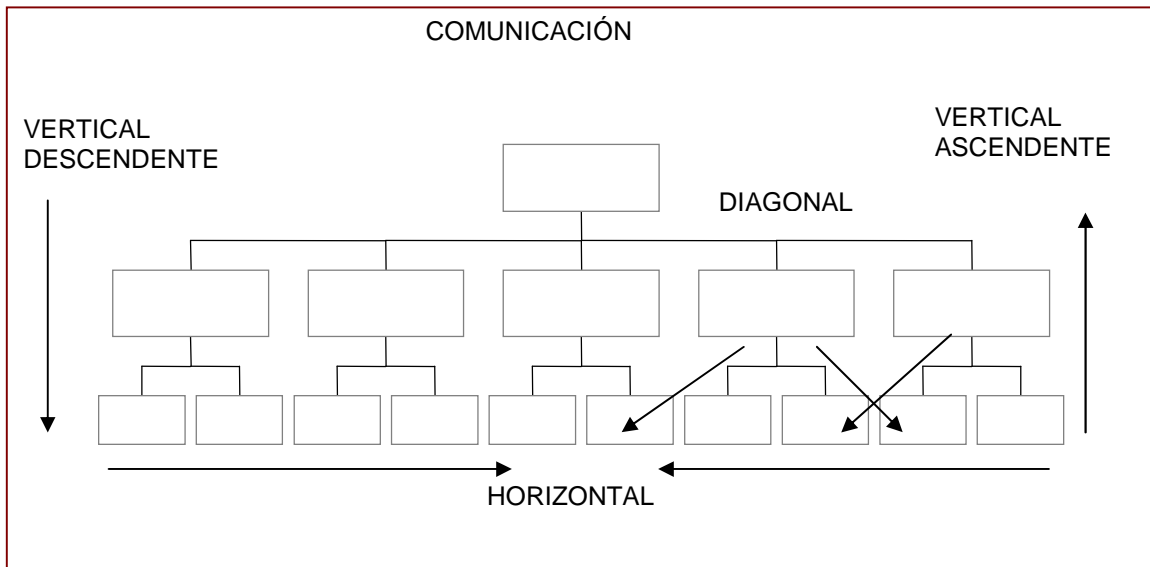 COMUNICACIÓN
VERTICAL
DESCENDENTE
VERTICAL
ASCENDENTE
DIAGONAL
HORIZONTAL